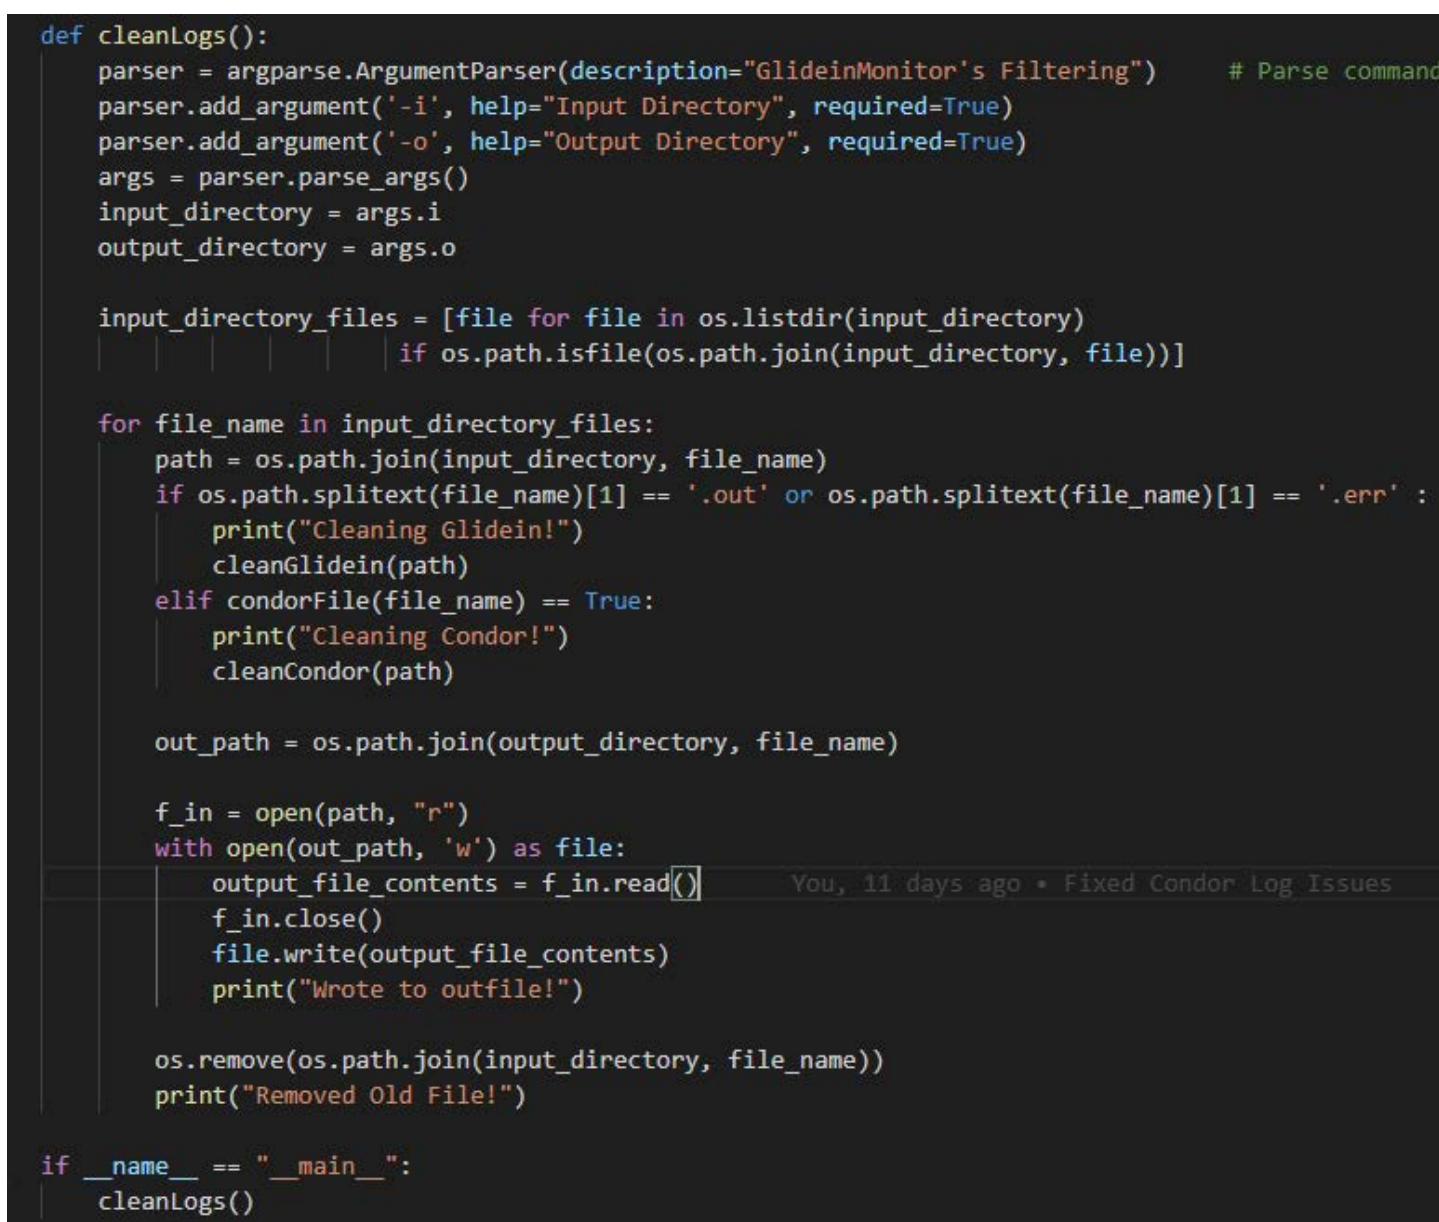 def cleanLogs():
    parser = argparse.ArgumentParser(description="GlideinMonitor's Filtering")     # Parse command
    parser.add_argument('-i', help="Input Directory", required=True)
    parser.add_argument('-o', help="Output Directory", required=True)
    args = parser.parse_args()
    input_directory = args.i
    output_directory = args.o

    input_directory_files = [file for file in os.listdir(input_directory)
                         if os.path.isfile(os.path.join(input_directory, file))]

    for file_name in input_directory_files:
        path = os.path.join(input_directory, file_name)
        if os.path.splitext(file_name)[1] == '.out' or os.path.splitext(file_name)[1] == '.err' :
            print("Cleaning Glidein!")
            cleanGlidein(path)
        elif condorFile(file_name) == True:
            print("Cleaning Condor!")
            cleanCondor(path)

        out_path = os.path.join(output_directory, file_name)

        f_in = open(path, "r")
        with open(out_path, 'w') as file:
            output_file_contents = f_in.read()      You, 11 days ago • Fixed Condor Log Issues
            f_in.close()
            file.write(output_file_contents)
            print("Wrote to outfile!")

        os.remove(os.path.join(input_directory, file_name))
        print("Removed Old File!")

if __name__ == "__main__":
    cleanLogs()